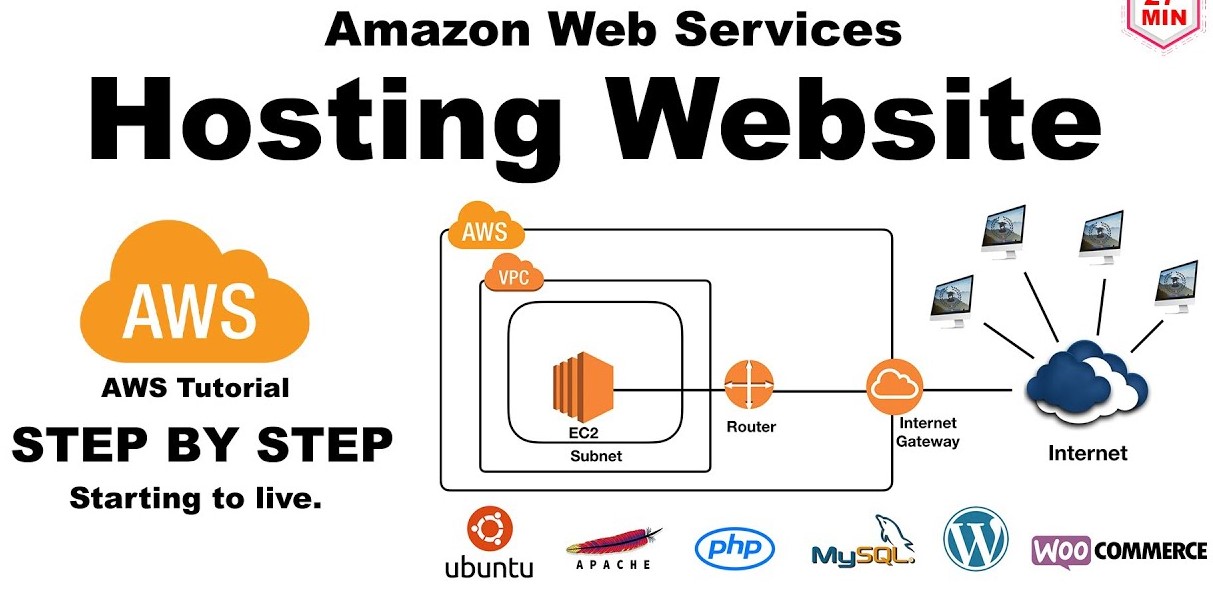 Amazon Web Services
27
MIN
Hosting Website
AWS
AWS Tutorial
STEP BY STEP
Starting to live.
AWS
VPC
EC2
Subnet
Router
Internet
Gateway
Internet
ubuntu
APACHE
php
MySQL
W
WOO COMMERCE